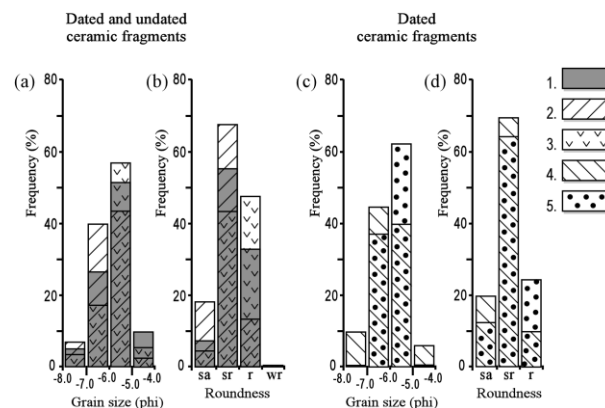 Dated and undated
ceramic fragments
Dated
ceramic fragments
(a)
80
60
40
20
0
Frequency (%)
-8.0
-7.0
-6.0
-5.0
-4.0
Grain size (phi)
(b)
80
60
40
20
0
Frequency (%)
sa sr r wr
Roundness
(c)
80
60
40
20
0
Frequency (%)
-8.0
-7.0
-6.0
-5.0
-4.0
Grain size (phi)
(d)
80
60
40
20
0
Frequency (%)
sa sr r
Roundness
1.
2.
3.
4.
5.